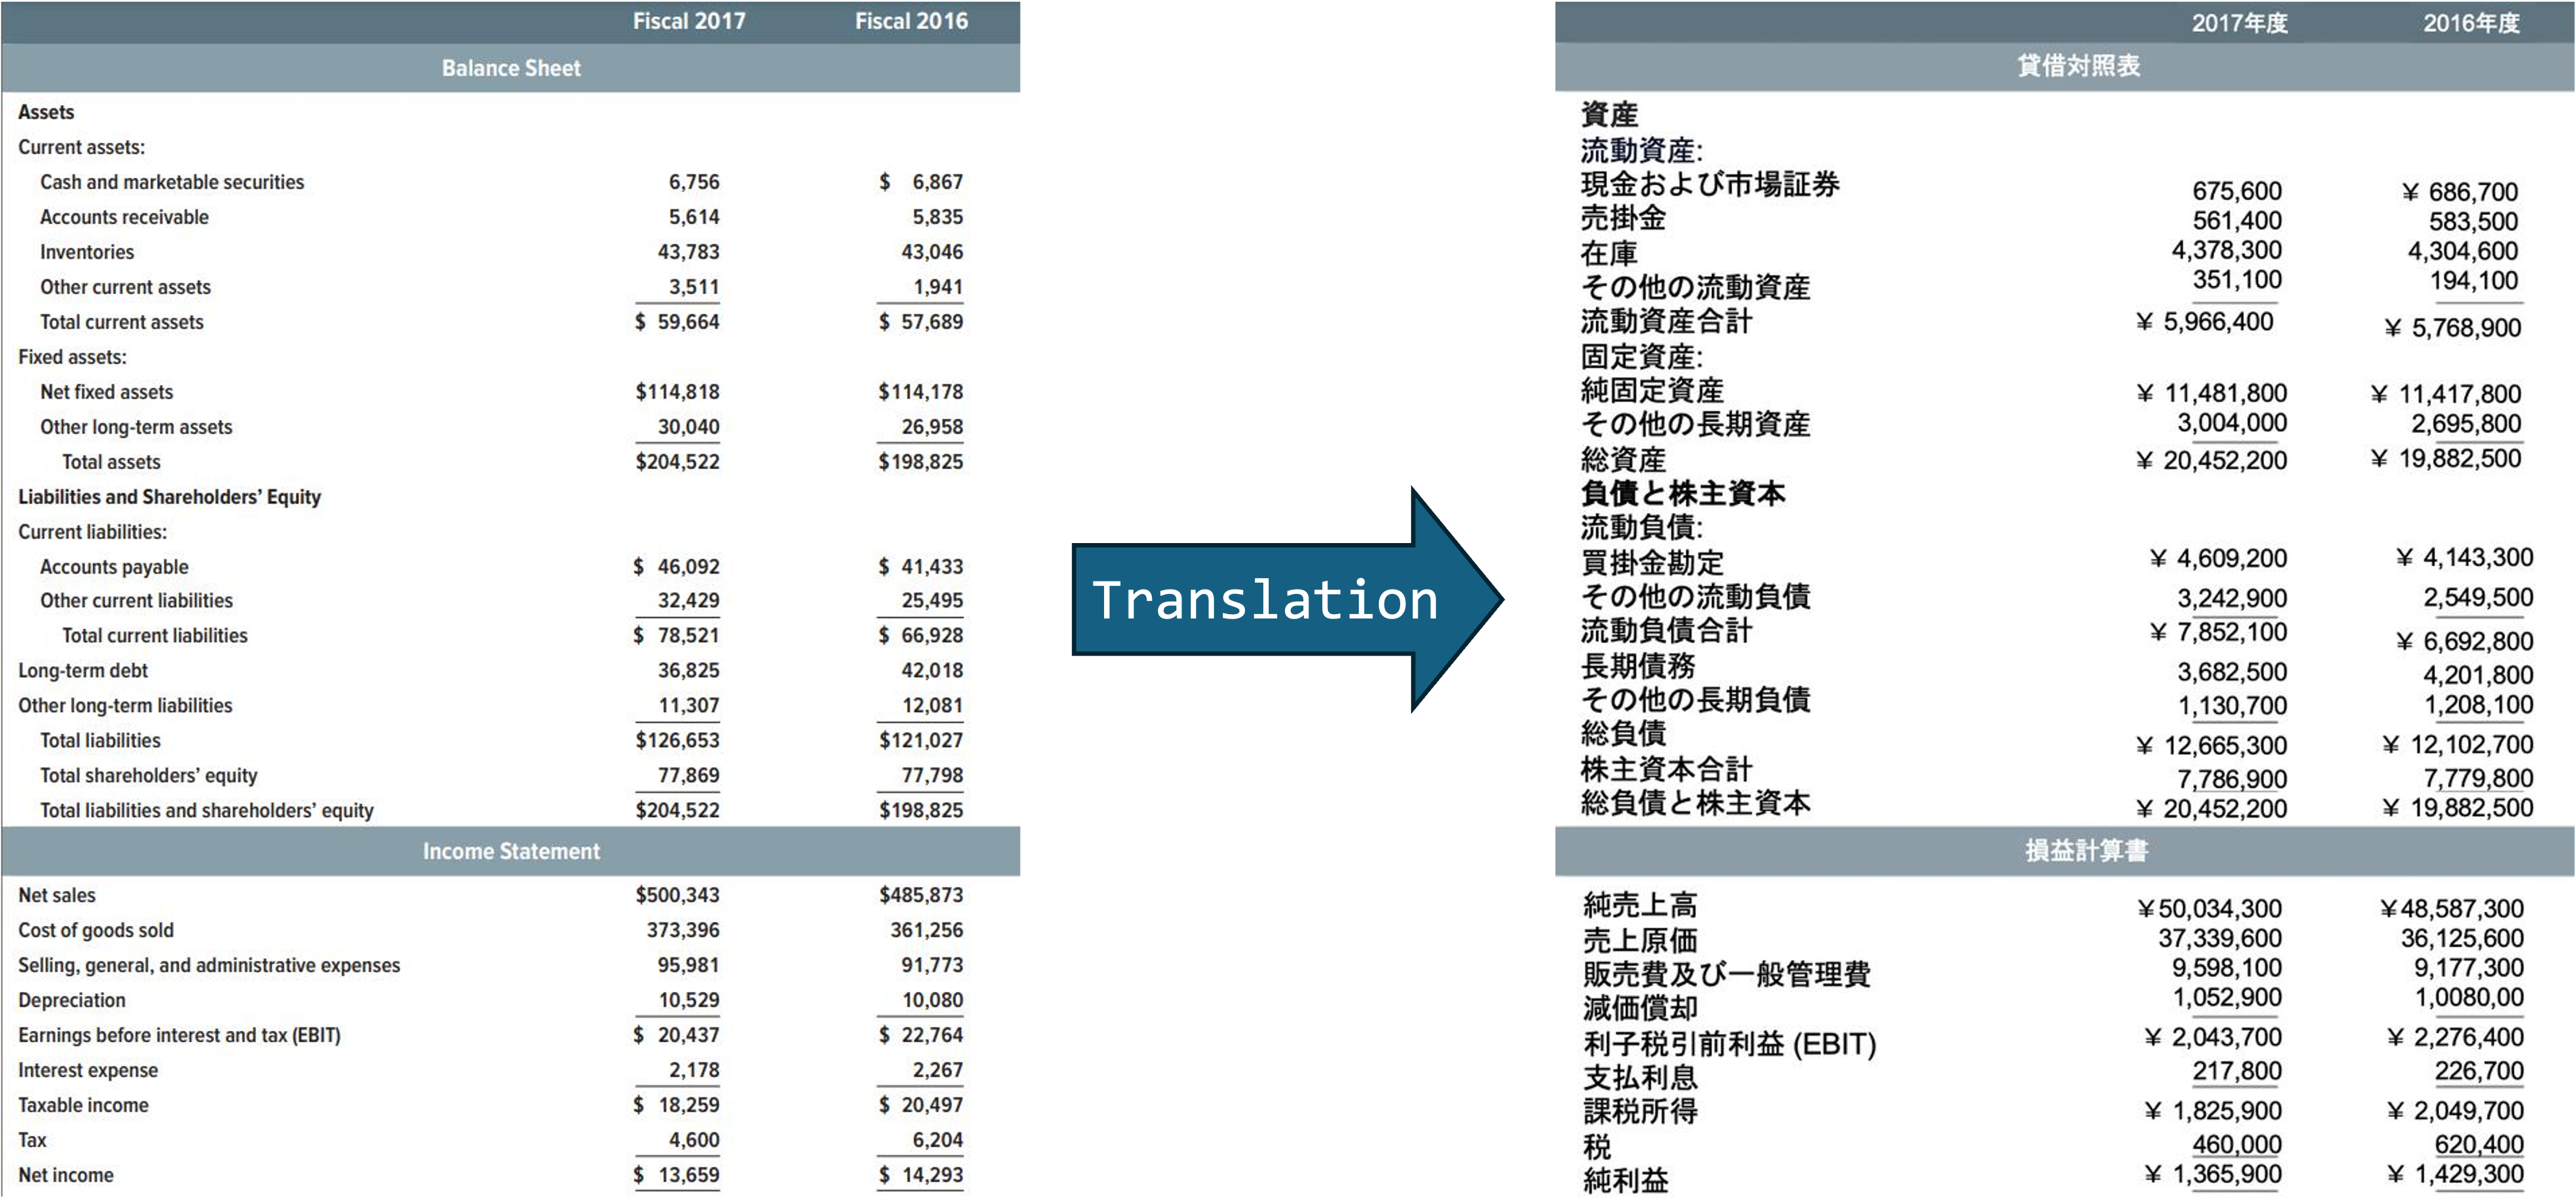 Fiscal 2017 Fiscal 2016
Balance Sheet
Assets
Current assets:
Cash and marketable securities 6,756 $ 6,867
Accounts receivable 5,614 5,835
Inventories 43,783 43,046
Other current assets 3,511 1,941
Total current assets $ 59,664 $ 57,689
Fixed assets:
Net fixed assets $114,818 $114,178
Other long-term assets 30,040 26,958
Total assets $204,522 $198,825
Liabilities and Shareholders’ Equity
Current liabilities:
Accounts payable $ 46,092 $ 41,433
Other current liabilities 32,429 25,495
Total current liabilities $ 78,521 $ 66,928
Long-term debt 36,825 42,018
Other long-term liabilities 11,307 12,081
Total liabilities $126,653 $121,027
Total shareholders’ equity 77,869 77,798
Total liabilities and shareholders’ equity $204,522 $198,825
Income Statement
Net sales $500,343 $485,873
Cost of goods sold 373,396 361,256
Selling, general, and administrative expenses 95,981 91,773
Depreciation 10,529 10,080
Earnings before interest and tax (EBIT) $ 20,437 $ 22,764
Interest expense 2,178 2,267
Taxable income $ 18,259 $ 20,497
Tax 4,600 6,204
Net income $ 13,659 $ 14,293
Translation
2017年度 2016年度
貸借対照表
資産
流動資産:
現金および市場証券 675,600 ¥ 686,700
売掛金 561,400 583,500
在庫 4,378,300 4,304,600
その他の流動資産 351,100 194,100
流動資産合計 ¥ 5,966,400 ¥ 5,768,900
固定資産:
純固定資産 ¥ 11,481,800 ¥ 11,417,800
その他の長期資産 3,004,000 2,695,800
総資産 ¥ 20,452,200 ¥ 19,882,500
負債と株主資本
流動負債:
買掛金勘定 ¥ 4,609,200 ¥ 4,143,300
その他の流動負債 3,242,900 2,549,500
流動負債合計 ¥ 7,852,100 ¥ 6,692,800
長期債務 3,682,500 4,201,800
その他の長期負債 1,130,700 1,208,100
総負債 ¥ 12,665,300 ¥ 12,102,700
株主資本合計 7,786,900 7,779,800
総負債と株主資本 ¥ 20,452,200 ¥ 19,882,500
損益計算書
純売上高 ¥50,034,300 ¥48,587,300
売上原価 37,339,600 36,125,600
販売費及び一般管理費 9,598,100 9,177,300
減価償却 1,052,900 1,0080,00
利子税引前利益 (EBIT) ¥ 2,043,700 ¥ 2,276,400
支払利息 217,800 226,700
課税所得 ¥ 1,825,900 ¥ 2,049,700
税 460,000 620,400
純利益 ¥ 1,365,900 ¥ 1,429,300